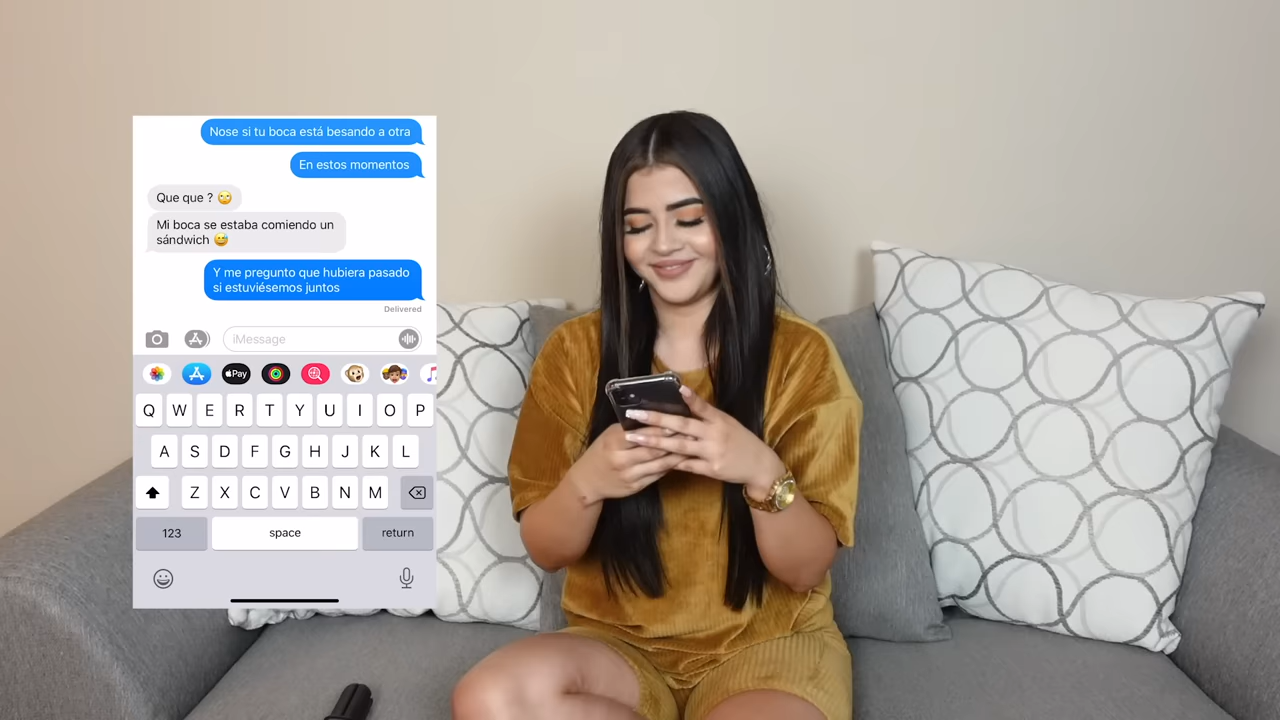 Nose si tu boca está besando a otra
En estos momentos
Que que ? 🙄
Mi boca se estaba comiendo un
sándwich 😅
Y me pregunto que hubiera pasado
si estuviésemos juntos
Delivered
iMessage
Pay
Q W E R T Y U I O P
A S D F G H J K L
Z X C V B N M
123 space return